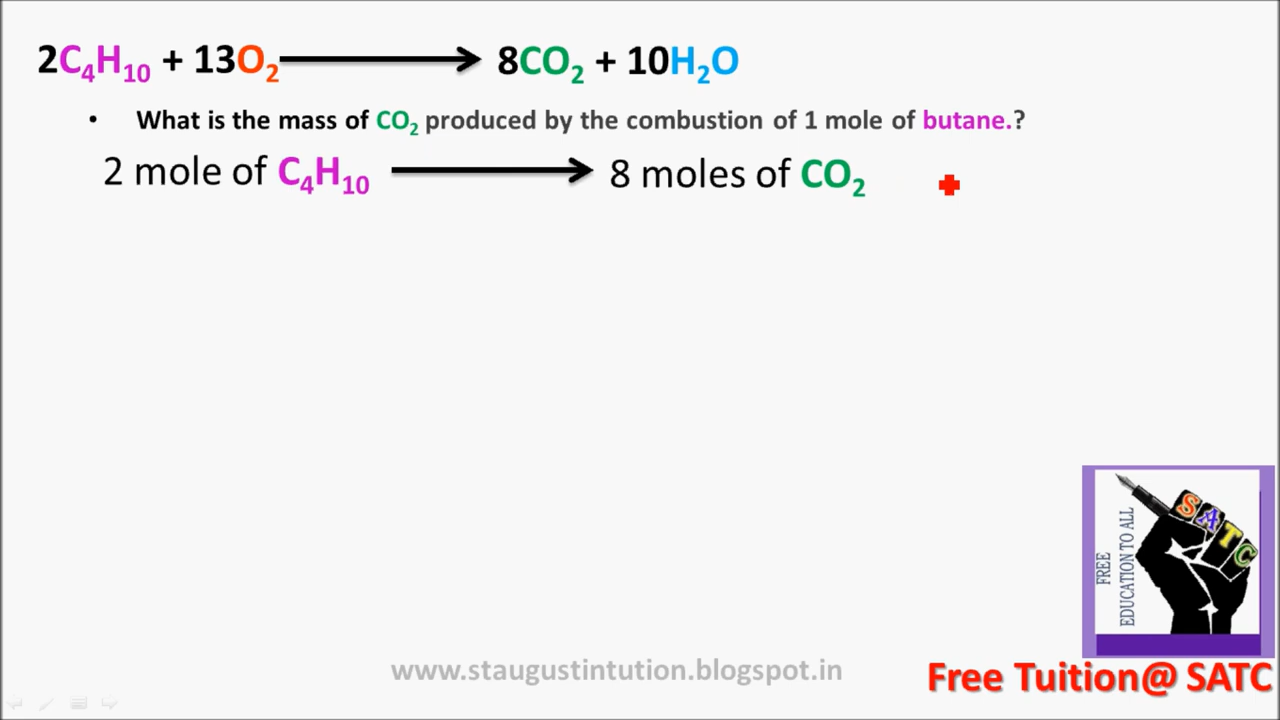 2C₄H₁₀ + 13O₂ ⟶ 8CO₂ + 10H₂O
• What is the mass of CO₂ produced by the combustion of 1 mole of butane.?
2 mole of C₄H₁₀ ⟶ 8 moles of CO₂
FREE
EDUCATION TO ALL
SATC
www.staugustintution.blogspot.in
Free Tuition@ SATC